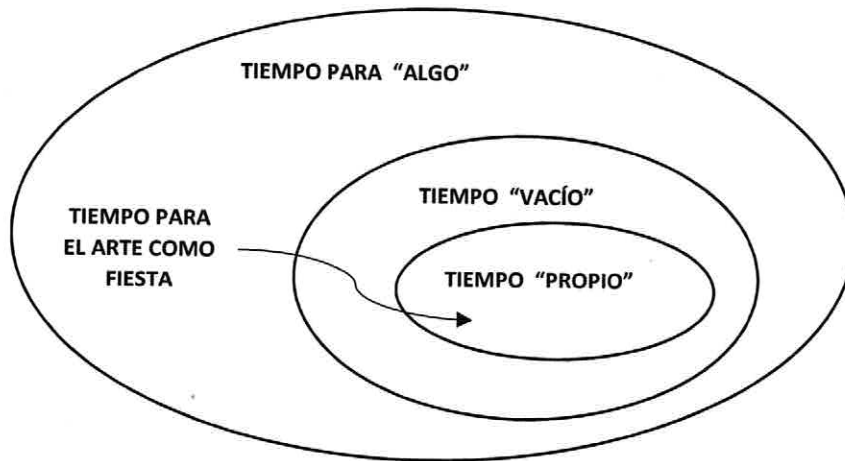 TIEMPO PARA “ALGO”
TIEMPO “VACÍO”
TIEMPO PARA
EL ARTE COMO
FIESTA
TIEMPO “PROPIO”